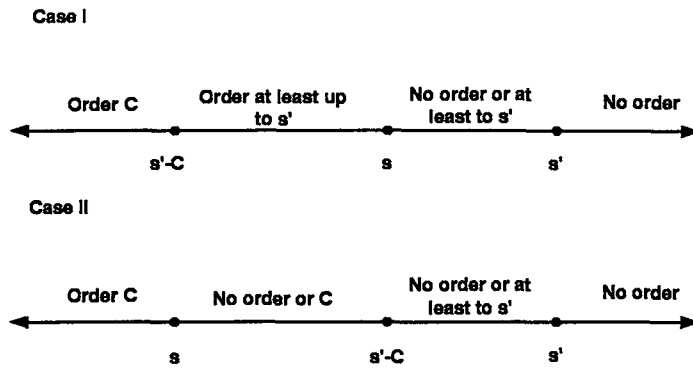 Case I
Order C
Order at least up
to s'
No order or at
least to s'
No order
s'-C
s
s'
Case II
Order C
No order or C
No order or at
least to s'
No order
s
s'-C
s'